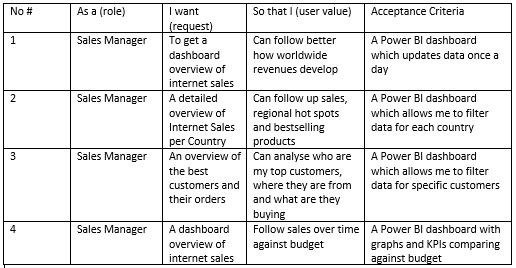 No #
As a (role)
I want
(request)
So that I (user value)
Acceptance Criteria
1
Sales Manager
To get a
dashboard
overview of
internet sales
Can follow better
how worldwide
revenues develop
A Power BI dashboard
which updates data once a
day
2
Sales Manager
A detailed
overview of
Internet Sales
per Country
Can follow up sales,
regional hot spots
and bestselling
products
A Power BI dashboard
which allows me to filter
data for each country
3
Sales Manager
An overview of
the best
customers and
their orders
Can analyse who are
my top customers,
where they are from
and what are they
buying
A Power BI dashboard
which allows me to filter
data for specific customers
4
Sales Manager
A dashboard
overview of
internet sales
Follow sales over time
against budget
A Power BI dashboard with
graphs and KPIs comparing
against budget